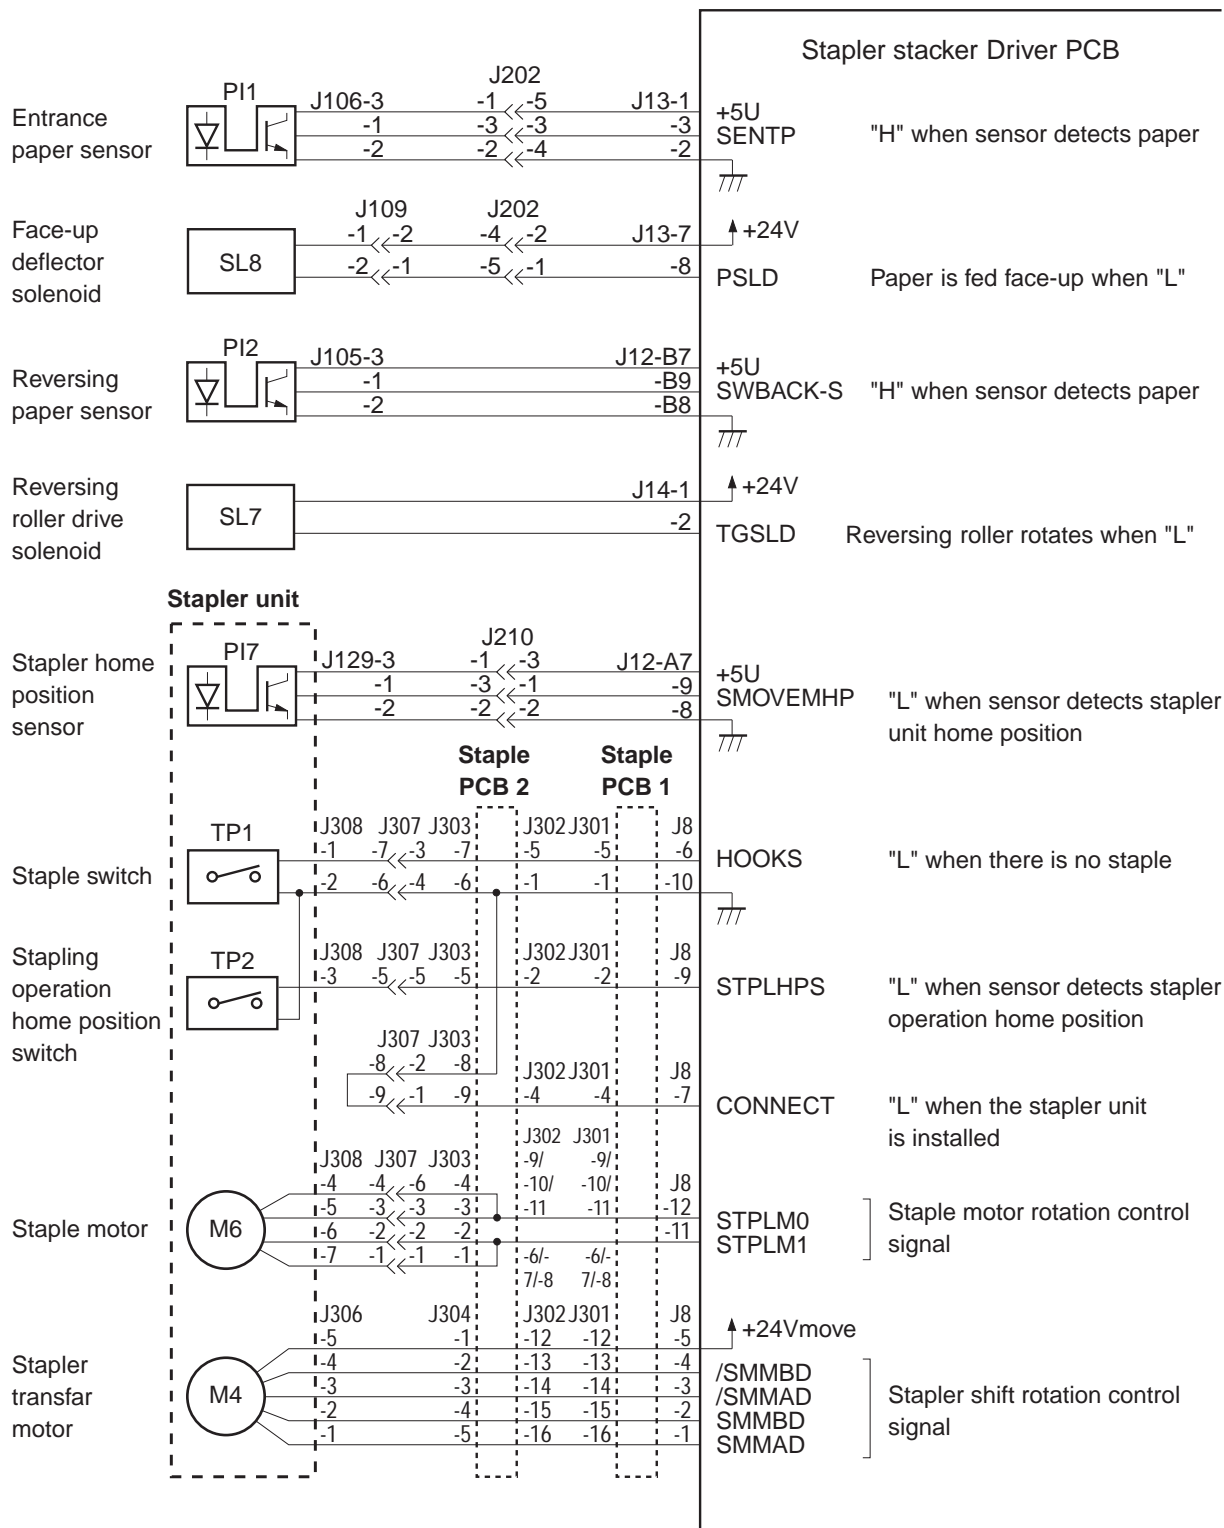 Stapler stacker Driver PCB
J202
PI1
J106-3 -1 -5 J13-1
+5U
Entrance
paper sensor
-1 -3 -3 -3
SENTP "H" when sensor detects paper
-2 -2 -4 -2
J109 J202
Face-up
deflector
solenoid
SL8
-1 -2 -4 -2 J13-7
+24V
-2 -1 -5 -1 -8
PSLD Paper is fed face-up when "L"
PI2
J105-3 J12-B7
+5U
Reversing
paper sensor
-1 -B9
SWBACK-S "H" when sensor detects paper
-2 -B8
Reversing
roller drive
solenoid
SL7
J14-1
+24V
-2
TGSLD Reversing roller rotates when "L"
Stapler unit
J210
PI7
Stapler home
position
sensor
J129-3 -1 -3 J12-A7
+5U
-1 -3 -1 -9
SMOVEMHP "L" when sensor detects stapler
unit home position
-2 -2 -2 -8
Staple
PCB 2
Staple
PCB 1
TP1
J308 J307 J303 J302 J301 J8
-1 -7 -3 -7 -5 -5 -6
HOOKS "L" when there is no staple
Staple switch
-2 -6 -4 -6 -1 -1 -10
Stapling
operation
home position
switch
TP2
J308 J307 J303 J302 J301 J8
-3 -5 -5 -5 -2 -2 -9
STPLHPS "L" when sensor detects stapler
operation home position
J307 J303
-8 -2 -8
J302 J301 J8
-9 -1 -9 -4 -4 -7
CONNECT "L" when the stapler unit
is installed
J302 J301
-9/ -9/
J308 J307 J303
-4 -4 -6 -4 -10/ -10/ J8
-5 -3 -3 -3 -11 -11 -12
Staple motor
M6
STPLM0
STPLM1
Staple motor rotation control
signal
-6 -2 -2 -2 -11
-7 -1 -1 -1 -6/- -6/-
7/-8 7/-8
J306 J304 J302 J301 J8
-5 -1 -12 -12 -5
+24Vmove
Stapler
transfar
motor
M4
-4 -2 -13 -13 -4
/SMMBD
-3 -3 -14 -14 -3
/SMMAD
-2 -4 -15 -15 -2
SMMBD
-1 -5 -16 -16 -1
SMMAD
Stapler shift rotation control
signal